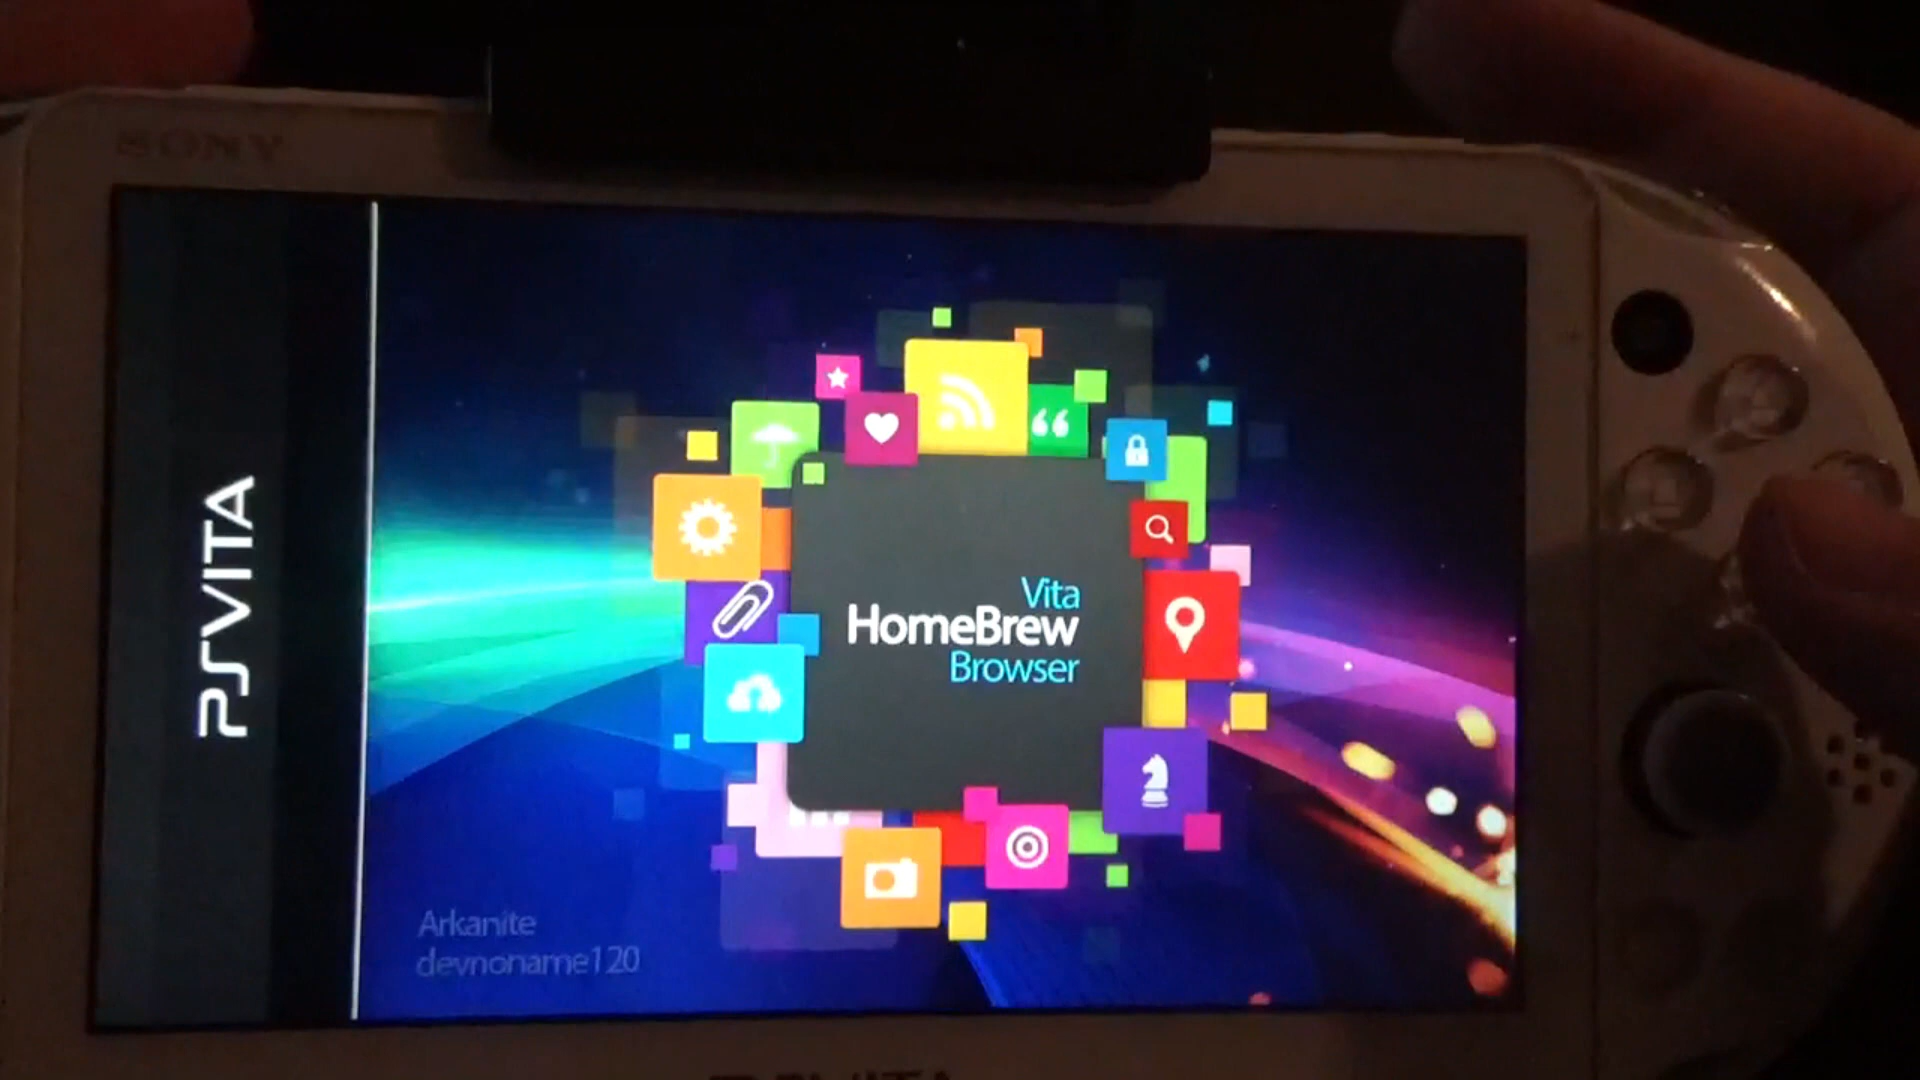 SONY
PSVITA
Vita
HomeBrew
Browser
Arkanite
devnoname120